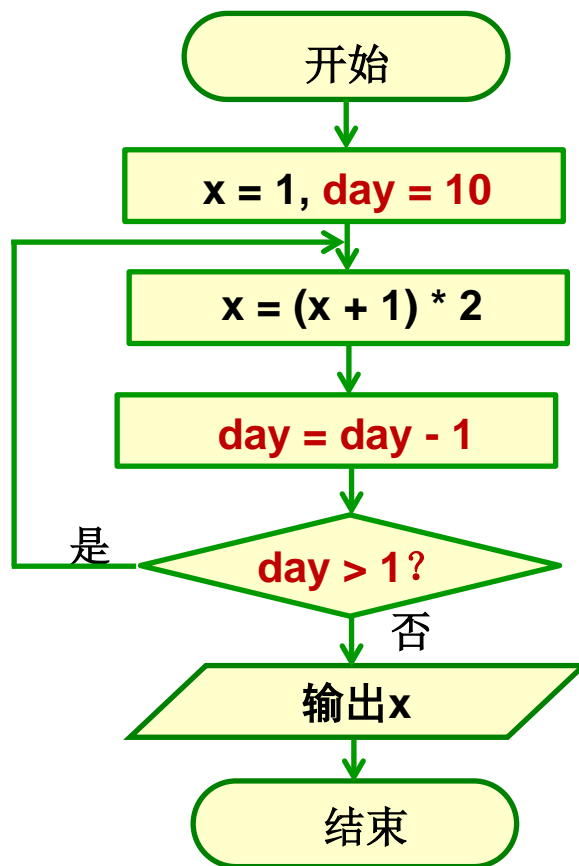 开始
x = 1, day = 10
x = (x + 1) * 2
day = day - 1
是
day > 1？
否
输出x
结束